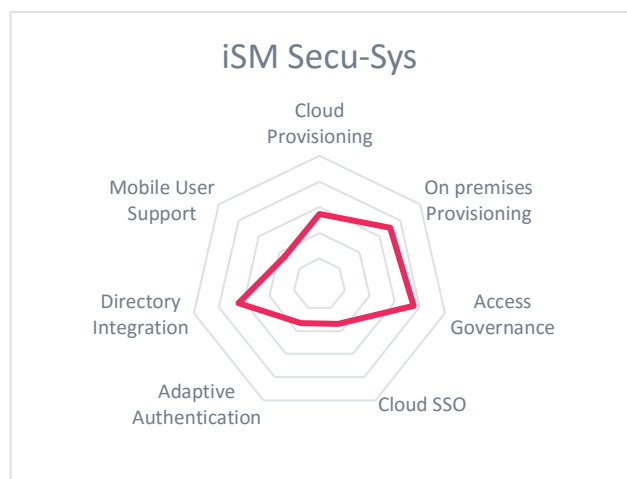 iSM Secu-Sys
Cloud
Provisioning
On premises
Provisioning
Access
Governance
Cloud SSO
Adaptive
Authentication
Directory
Integration
Mobile User
Support